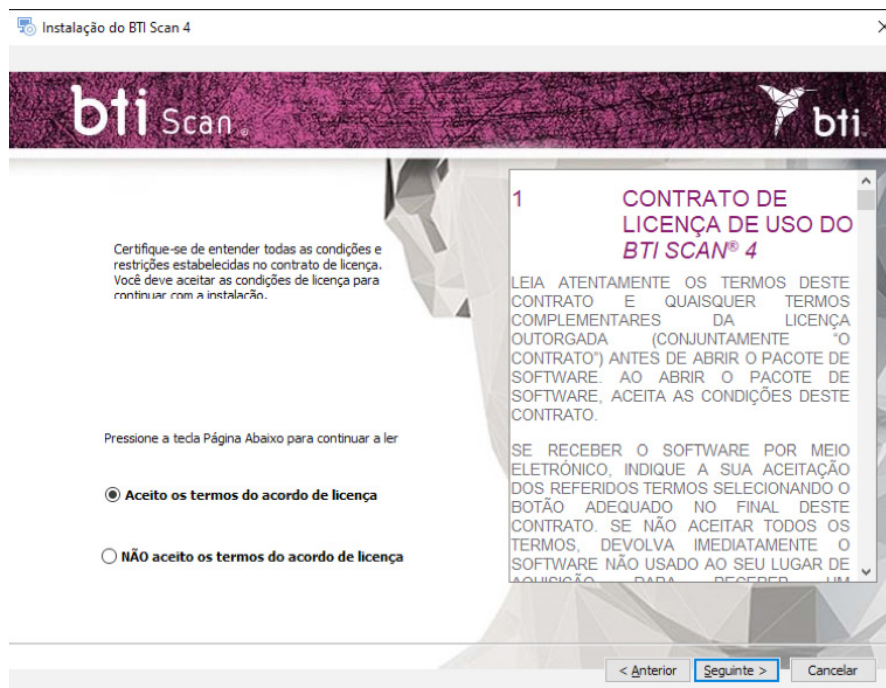 Instalação do BTI Scan 4
bti Scan®
bti
Certifique-se de entender todas as condições e
restrições estabelecidas no contrato de licença.
Você deve aceitar as condições de licença para
continuar com a instalação.
Pressione a tecla Página Abaixo para continuar a ler
Aceito os termos do acordo de licença
NÃO aceito os termos do acordo de licença
1 CONTRATO DE
LICENÇA DE USO DO
BTI SCAN® 4
LEIA ATENTAMENTE OS TERMOS DESTE
CONTRATO E QUAISQUER TERMOS
COMPLEMENTARES DA LICENÇA
OUTORGADA (CONJUNTAMENTE “O
CONTRATO”) ANTES DE ABRIR O PACOTE DE
SOFTWARE. AO ABRIR O PACOTE DE
SOFTWARE, ACEITA AS CONDIÇÕES DESTE
CONTRATO.
SE RECEBER O SOFTWARE POR MEIO
ELETRÓNICO, INDIQUE A SUA ACEITAÇÃO
DOS REFERIDOS TERMOS SELECIONANDO O
BOTÃO ADEQUADO NO FINAL DESTE
CONTRATO. SE NÃO ACEITAR TODOS OS
TERMOS, DEVOLVA IMEDIATAMENTE O
SOFTWARE NÃO USADO AO SEU LUGAR DE
AQUISIÇÃO PARA RECEBER UM
< Anterior
Seguinte >
Cancelar